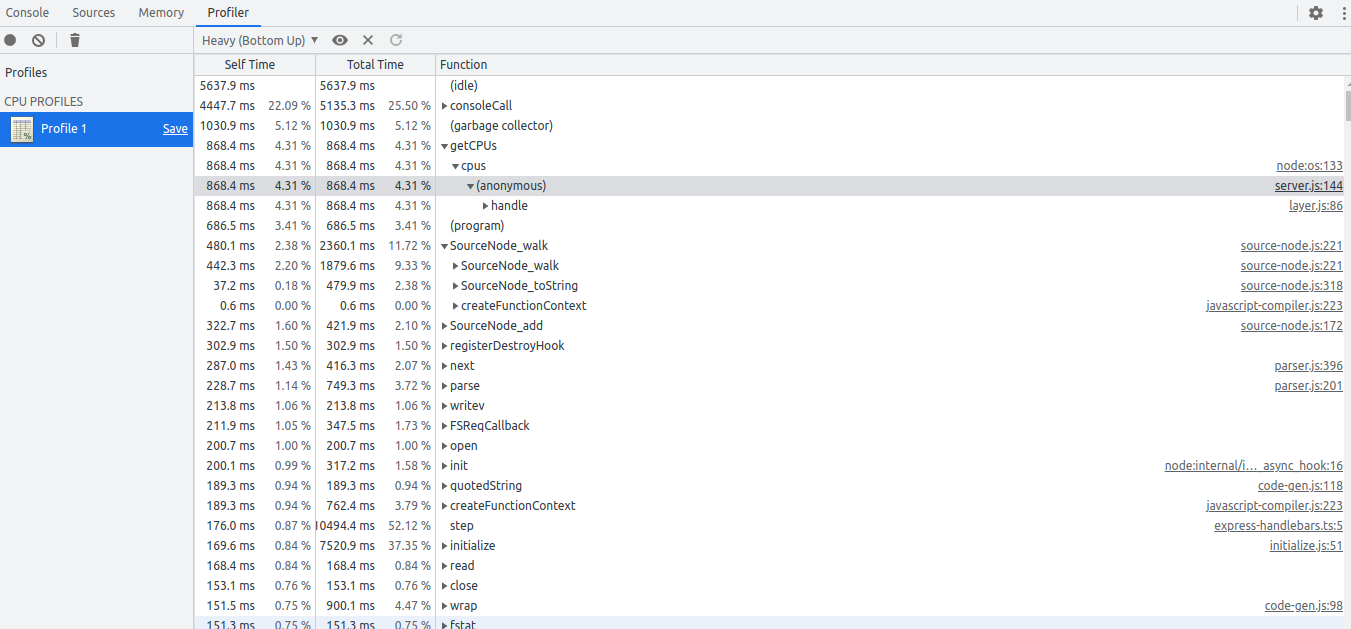 Console Sources Memory Profiler
Heavy (Bottom Up)
Profiles
CPU PROFILES
Profile 1 Save
Self Time Total Time Function
5637.9 ms 5637.9 ms (idle)
4447.7 ms 22.09 % 5135.3 ms 25.50 % consoleCall
1030.9 ms 5.12 % 1030.9 ms 5.12 % (garbage collector)
868.4 ms 4.31 % 868.4 ms 4.31 % getCPUs
868.4 ms 4.31 % 868.4 ms 4.31 % cpus node:os:133
868.4 ms 4.31 % 868.4 ms 4.31 % (anonymous) server.js:144
868.4 ms 4.31 % 868.4 ms 4.31 % handle layer.js:86
686.5 ms 3.41 % 686.5 ms 3.41 % (program)
480.1 ms 2.38 % 2360.1 ms 11.72 % SourceNode_walk source-node.js:221
442.3 ms 2.20 % 1879.6 ms 9.33 % SourceNode_walk source-node.js:221
37.2 ms 0.18 % 479.9 ms 2.38 % SourceNode_toString source-node.js:318
0.6 ms 0.00 % 0.6 ms 0.00 % createFunctionContext javascript-compiler.js:223
322.7 ms 1.60 % 421.9 ms 2.10 % SourceNode_add source-node.js:172
302.9 ms 1.50 % 302.9 ms 1.50 % registerDestroyHook
287.0 ms 1.43 % 416.3 ms 2.07 % next parser.js:396
228.7 ms 1.14 % 749.3 ms 3.72 % parse parser.js:201
213.8 ms 1.06 % 213.8 ms 1.06 % writev
211.9 ms 1.05 % 347.5 ms 1.73 % FSReqCallback
200.7 ms 1.00 % 200.7 ms 1.00 % open
200.1 ms 0.99 % 317.2 ms 1.58 % init node:internal/i… async_hook:16
189.3 ms 0.94 % 189.3 ms 0.94 % quotedString code-gen.js:118
189.3 ms 0.94 % 762.4 ms 3.79 % createFunctionContext javascript-compiler.js:223
176.0 ms 0.87 % 10494.4 ms 52.12 % step express-handlebars.ts:5
169.6 ms 0.84 % 7520.9 ms 37.35 % initialize initialize.js:51
168.4 ms 0.84 % 168.4 ms 0.84 % read
153.1 ms 0.76 % 153.1 ms 0.76 % close
151.5 ms 0.75 % 900.1 ms 4.47 % wrap code-gen.js:98
151.3 ms 0.75 % 151.3 ms 0.75 % fstat